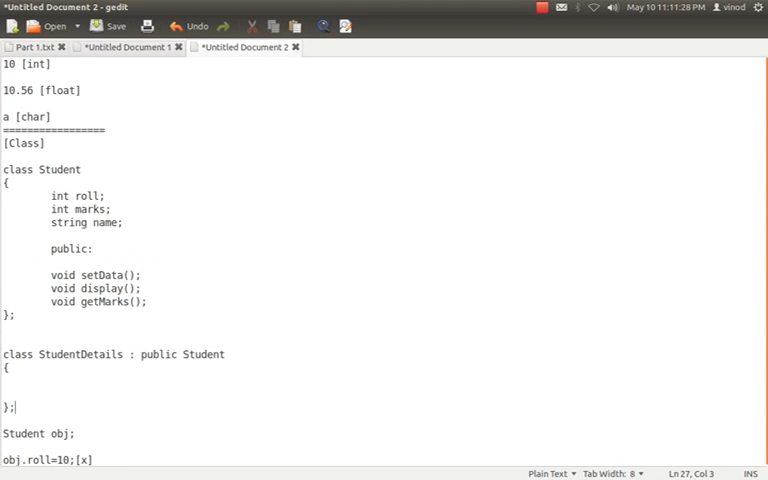 *Untitled Document 2 - gedit
May 10 11:11:28 PM vinod
Open Save Undo
Part 1.txt *Untitled Document 1 *Untitled Document 2
10 [int]
10.56 [float]
a [char]
=================
[Class]
class Student
{
int roll;
int marks;
string name;
public:
void setData();
void display();
void getMarks();
};
class StudentDetails : public Student
{
};
Student obj;
obj.roll=10;[x]
Plain Text Tab Width: 8 Ln 27, Col 3 INS